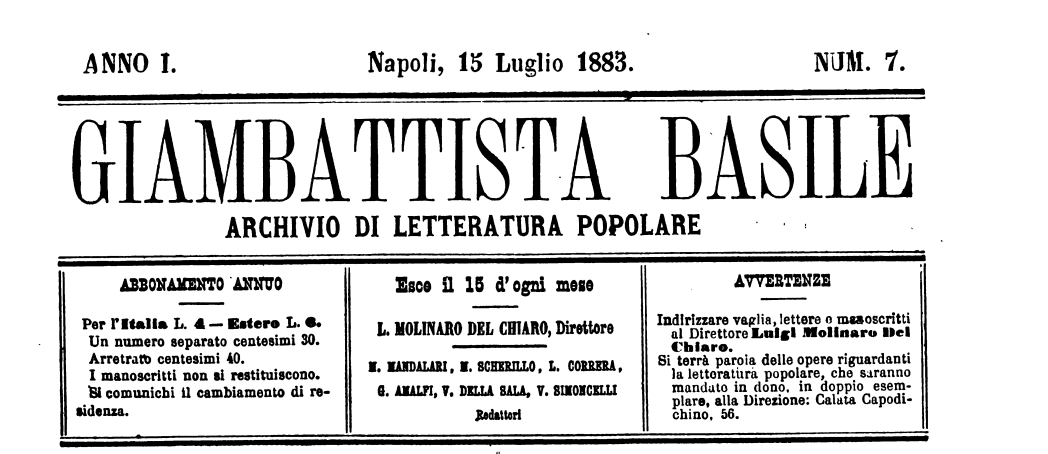 ANNO I.
Napoli, 15 Luglio 1883.
NUM. 7.
GIAMBATTISTA BASILE
ARCHIVIO DI LETTERATURA POPOLARE
ABBONAMENTO ANNUO
Per l'Italia L. 4 — Estero L. 6.
Un numero separato centesimi 30.
Arretrato centesimi 40.
I manoscritti non si restituiscono.
Si comunichi il cambiamento di re-
sidenza.
Esce il 15 d'ogni mese
L. MOLINARO DEL CHIARO, Direttore
M. MANDALARI, M. SCHERILLO, L. CORRERA,
G. AMALFI, V. DELLA SALA, V. SIMONCELLI
Redattori
AVVERTENZE
Indirizzare vaglia, lettere o manoscritti
al Direttore Luigi Molinaro Del
Chiaro.
Si terrà parola delle opere riguardanti
la letteratura popolare, che saranno
mandato in dono, in doppio esem-
plare, alla Direzione: Calata Capodi-
chino, 56.